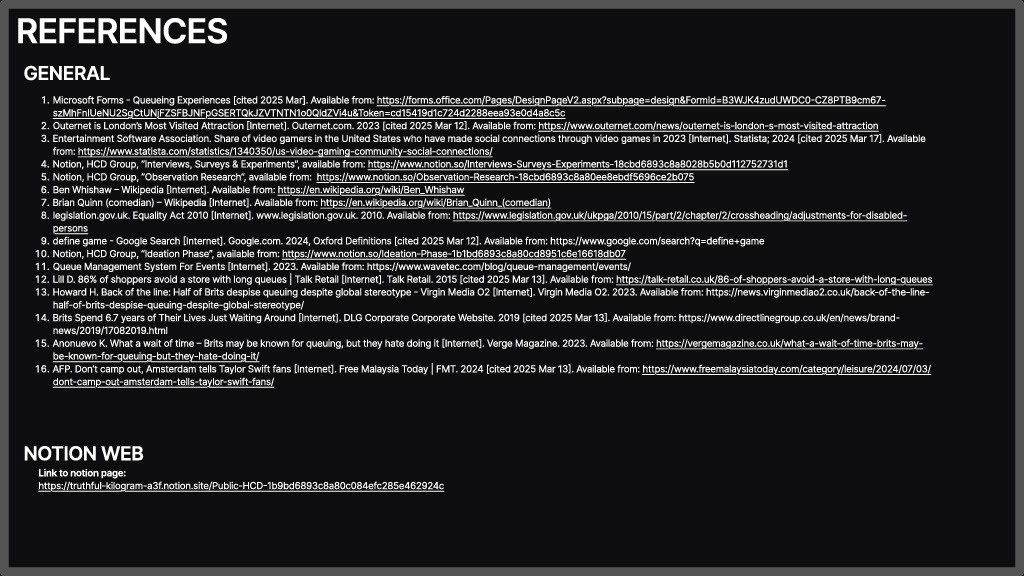 REFERENCES
GENERAL
1. Microsoft Forms - Queueing Experiences [cited 2025 Mar]. Available from: https://forms.office.com/Pages/DesignPageV2.aspx?subpage=design&FormId=B3WJK4zudUWDC0-CZ8PTB9cm67-
szMhFnIUeNU2SqCtUNjFZSFBJNFpGSERTQkJZVTNTN1o0QldZVi4u&Token=cd15419d1c724d2288eea93e0d4a8c5c
2. Outernet is London's Most Visited Attraction [Internet]. Outernet.com. 2023 [cited 2025 Mar 12]. Available from: https://www.outernet.com/news/outernet-is-london-s-most-visited-attraction
3. Entertainment Software Association. Share of video gamers in the United States who have made social connections through video games in 2023 [Internet]. Statista; 2024 [cited 2025 Mar 17]. Available
from: https://www.statista.com/statistics/1340350/us-video-gaming-community-social-connections/
4. Notion, HCD Group, "Interviews, Surveys & Experiments", available from: https://www.notion.so/Interviews-Surveys-Experiments-18cbd6893c8a8028b5b0d112752731d1
5. Notion, HCD Group, "Observation Research", available from: https://www.notion.so/Observation-Research-18cbd6893c8a80ee8ebdf5696ce2b075
6. Ben Whishaw – Wikipedia [Internet]. Available from: https://en.wikipedia.org/wiki/Ben_Whishaw
7. Brian Quinn (comedian) – Wikipedia [Internet]. Available from: https://en.wikipedia.org/wiki/Brian_Quinn_(comedian)
8. legislation.gov.uk. Equality Act 2010 [Internet]. www.legislation.gov.uk. 2010. Available from: https://www.legislation.gov.uk/ukpga/2010/15/part/2/chapter/2/crossheading/adjustments-for-disabled-
persons
9. define game - Google Search [Internet]. Google.com. 2024, Oxford Definitions [cited 2025 Mar 12]. Available from: https://www.google.com/search?q=define+game
10. Notion, HCD Group, "Ideation Phase", available from: https://www.notion.so/Ideation-Phase-1b1bd6893c8a80cd8951c6e16618db07
11. Queue Management System For Events [Internet]. 2023. Available from: https://www.wavetec.com/blog/queue-management/events/
12. Lill D. 86% of shoppers avoid a store with long queues | Talk Retail [Internet]. Talk Retail. 2015 [cited 2025 Mar 13]. Available from: https://talk-retail.co.uk/86-of-shoppers-avoid-a-store-with-long-queues
13. Howard H. Back of the line: Half of Brits despise queuing despite global stereotype - Virgin Media O2 [Internet]. Virgin Media O2. 2023. Available from: https://news.virginmediao2.co.uk/back-of-the-line-
half-of-brits-despise-queuing-despite-global-stereotype/
14. Brits Spend 6.7 years of Their Lives Just Waiting Around [Internet]. DLG Corporate Corporate Website. 2019 [cited 2025 Mar 13]. Available from: https://www.directlinegroup.co.uk/en/news/brand-
news/2019/17082019.html
15. Anonuevo K. What a wait of time – Brits may be known for queuing, but they hate doing it [Internet]. Verge Magazine. 2023. Available from: https://vergemagazine.co.uk/what-a-wait-of-time-brits-may-
be-known-for-queuing-but-they-hate-doing-it/
16. AFP. Don't camp out, Amsterdam tells Taylor Swift fans [Internet]. Free Malaysia Today | FMT. 2024 [cited 2025 Mar 13]. Available from: https://www.freemalaysiatoday.com/category/leisure/2024/07/03/
dont-camp-out-amsterdam-tells-taylor-swift-fans/
NOTION WEB
Link to notion page:
https://truthful-kilogram-a3f.notion.site/Public-HCD-1b9bd6893c8a80c084efc285e462924c